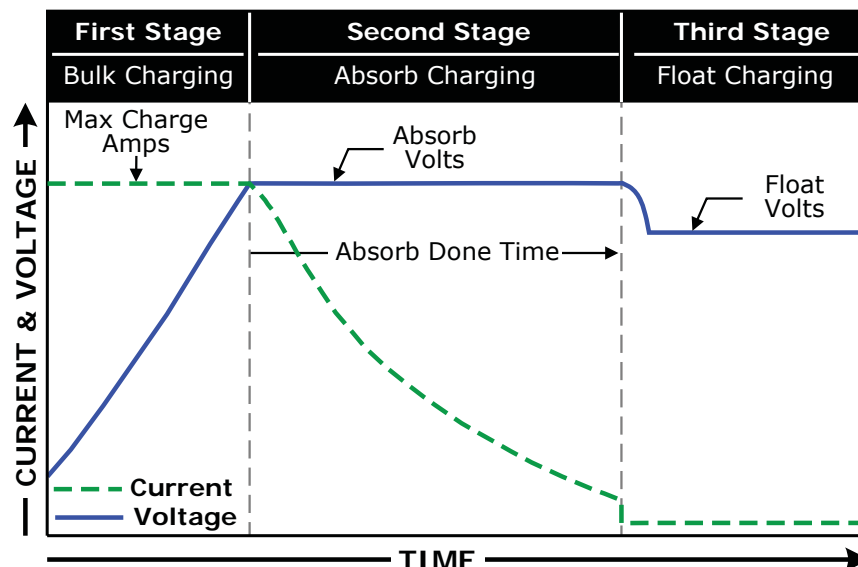 First Stage
Second Stage
Third Stage
Bulk Charging
Absorb Charging
Float Charging
Max Charge
Amps
Absorb
Volts
Float
Volts
Absorb Done Time
CURRENT & VOLTAGE
Current
Voltage
TIME